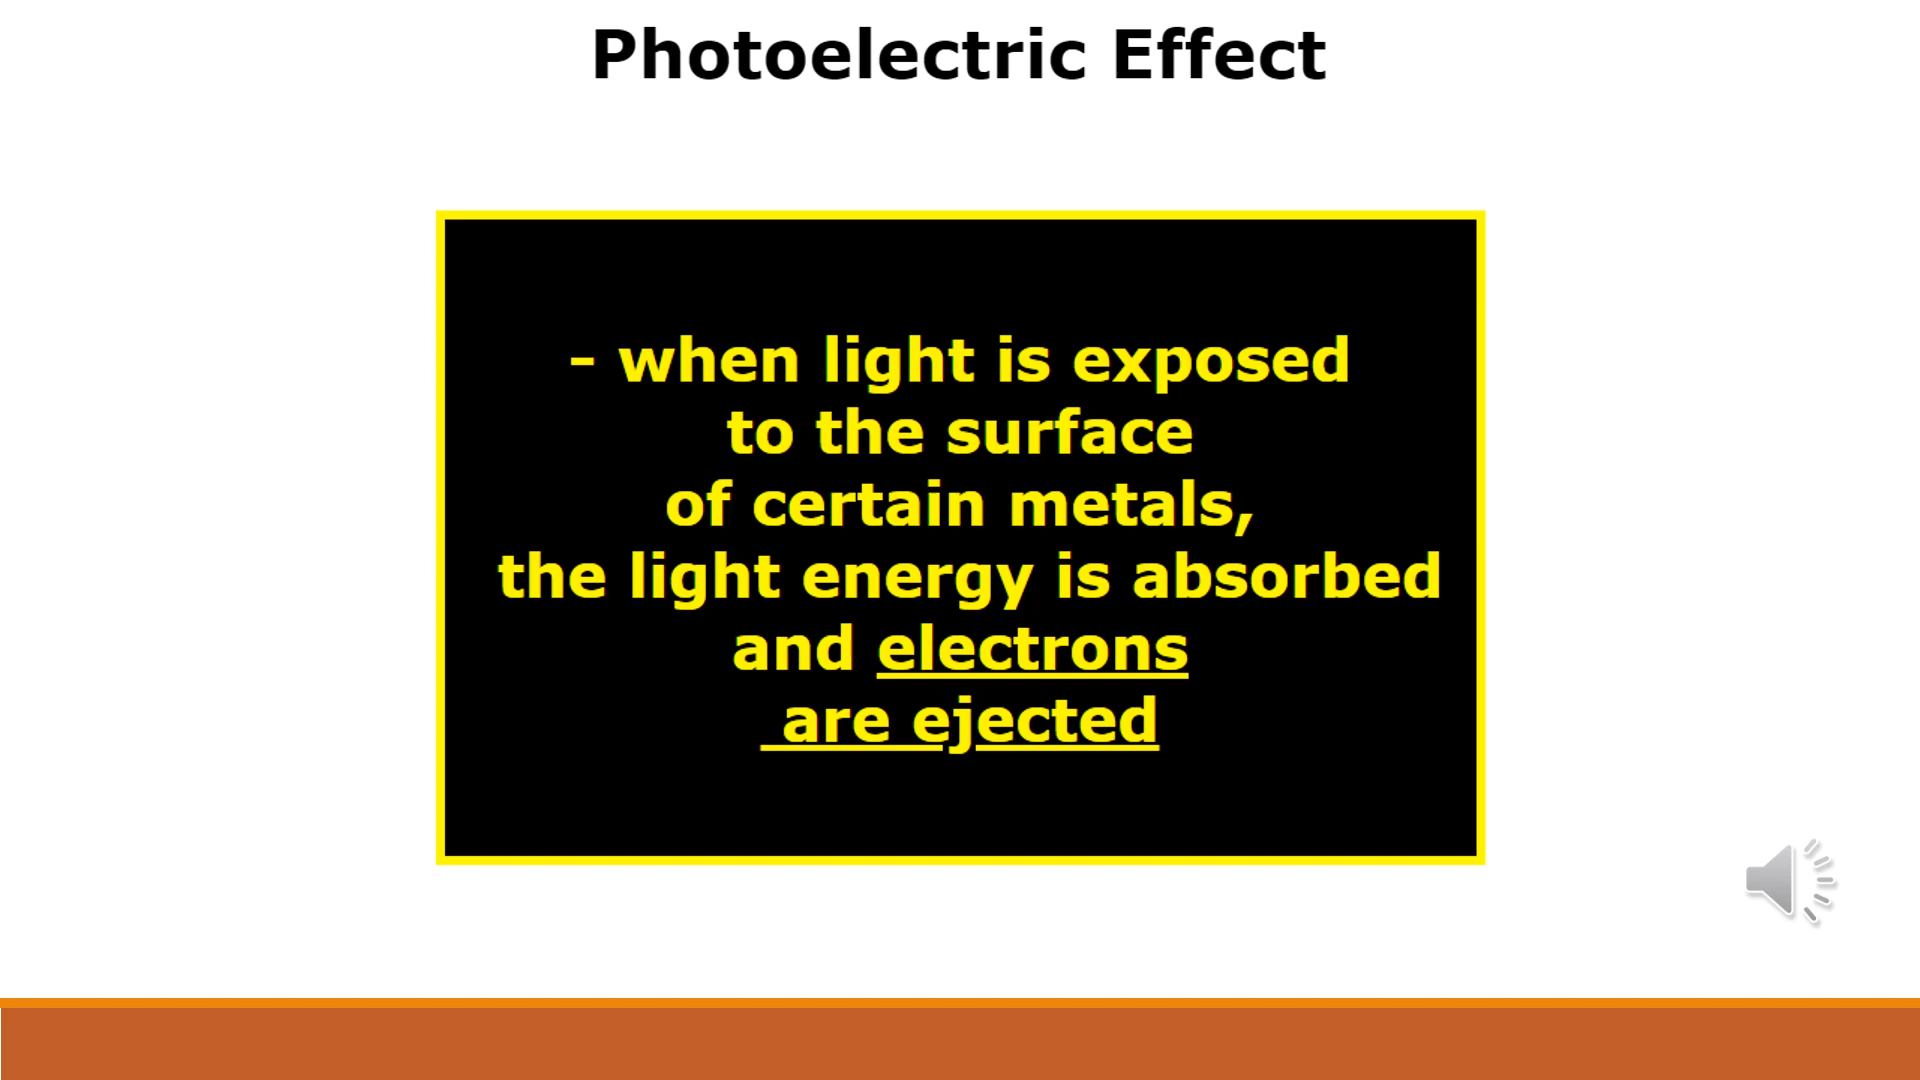 Photoelectric Effect
– when light is exposed
to the surface
of certain metals,
the light energy is absorbed
and electrons
are ejected